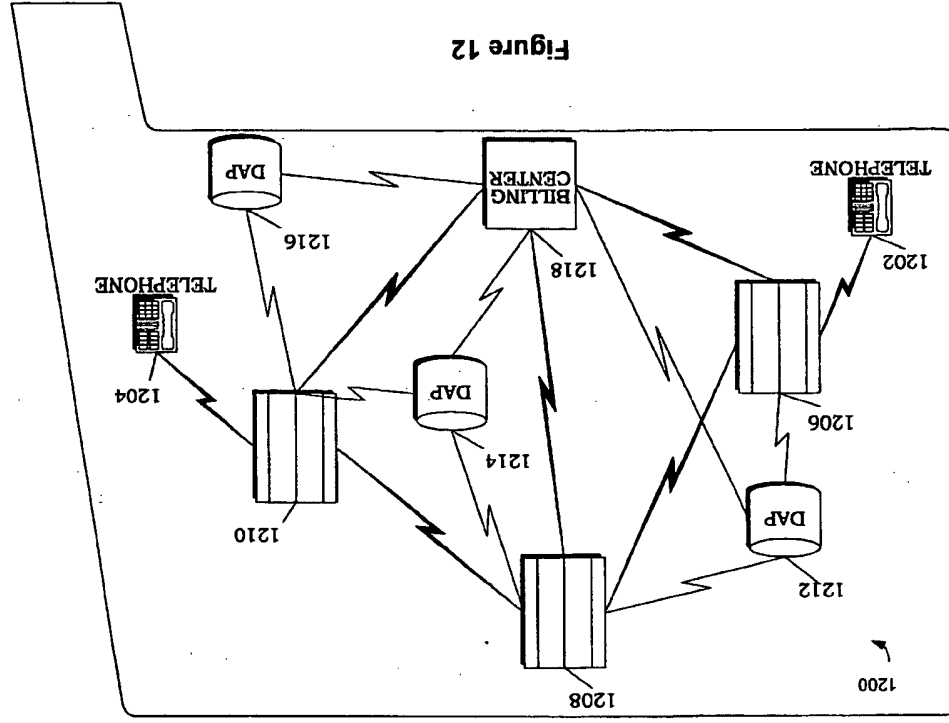 1208
1200
1212
1210
DAP
1214
1206
1204
DAP
TELEPHONE
1218
1202
1216
BILLING
CENTER
DAP
TELEPHONE
Figure 12